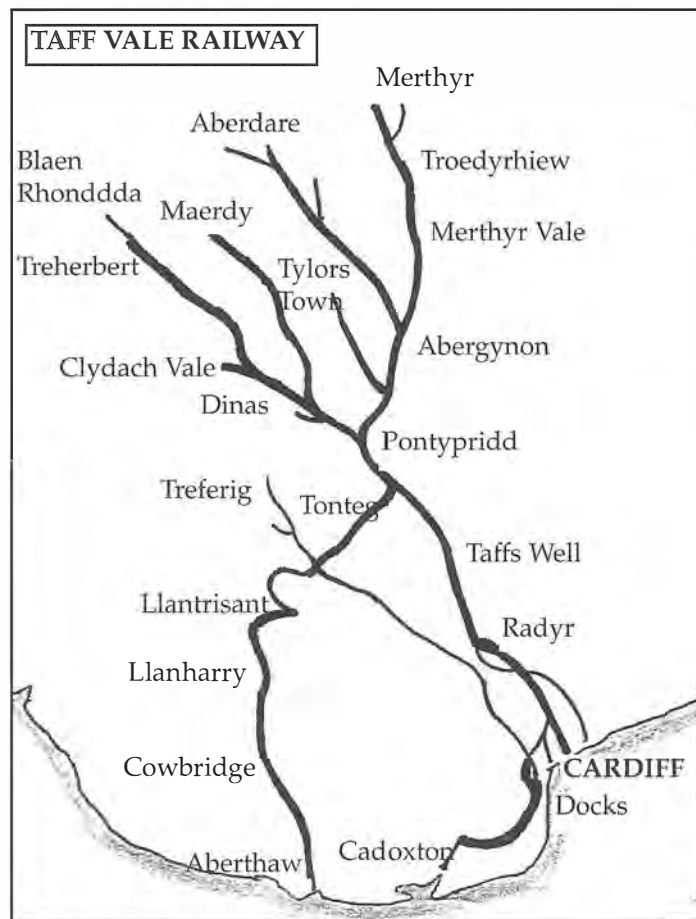 TAFF VALE RAILWAY
Merthyr
Aberdare
Troedyrhiew
Blaen
Rhonddda
Maerdy
Merthyr Vale
Treherbert
Tylors
Town
Abergynon
Clydach Vale
Dinas
Pontypridd
Treferig
Tonteg
Taffs Well
Llantrisant
Radyr
Llanharry
Cowbridge
CARDIFF
Docks
Aberthaw
Cadoxton